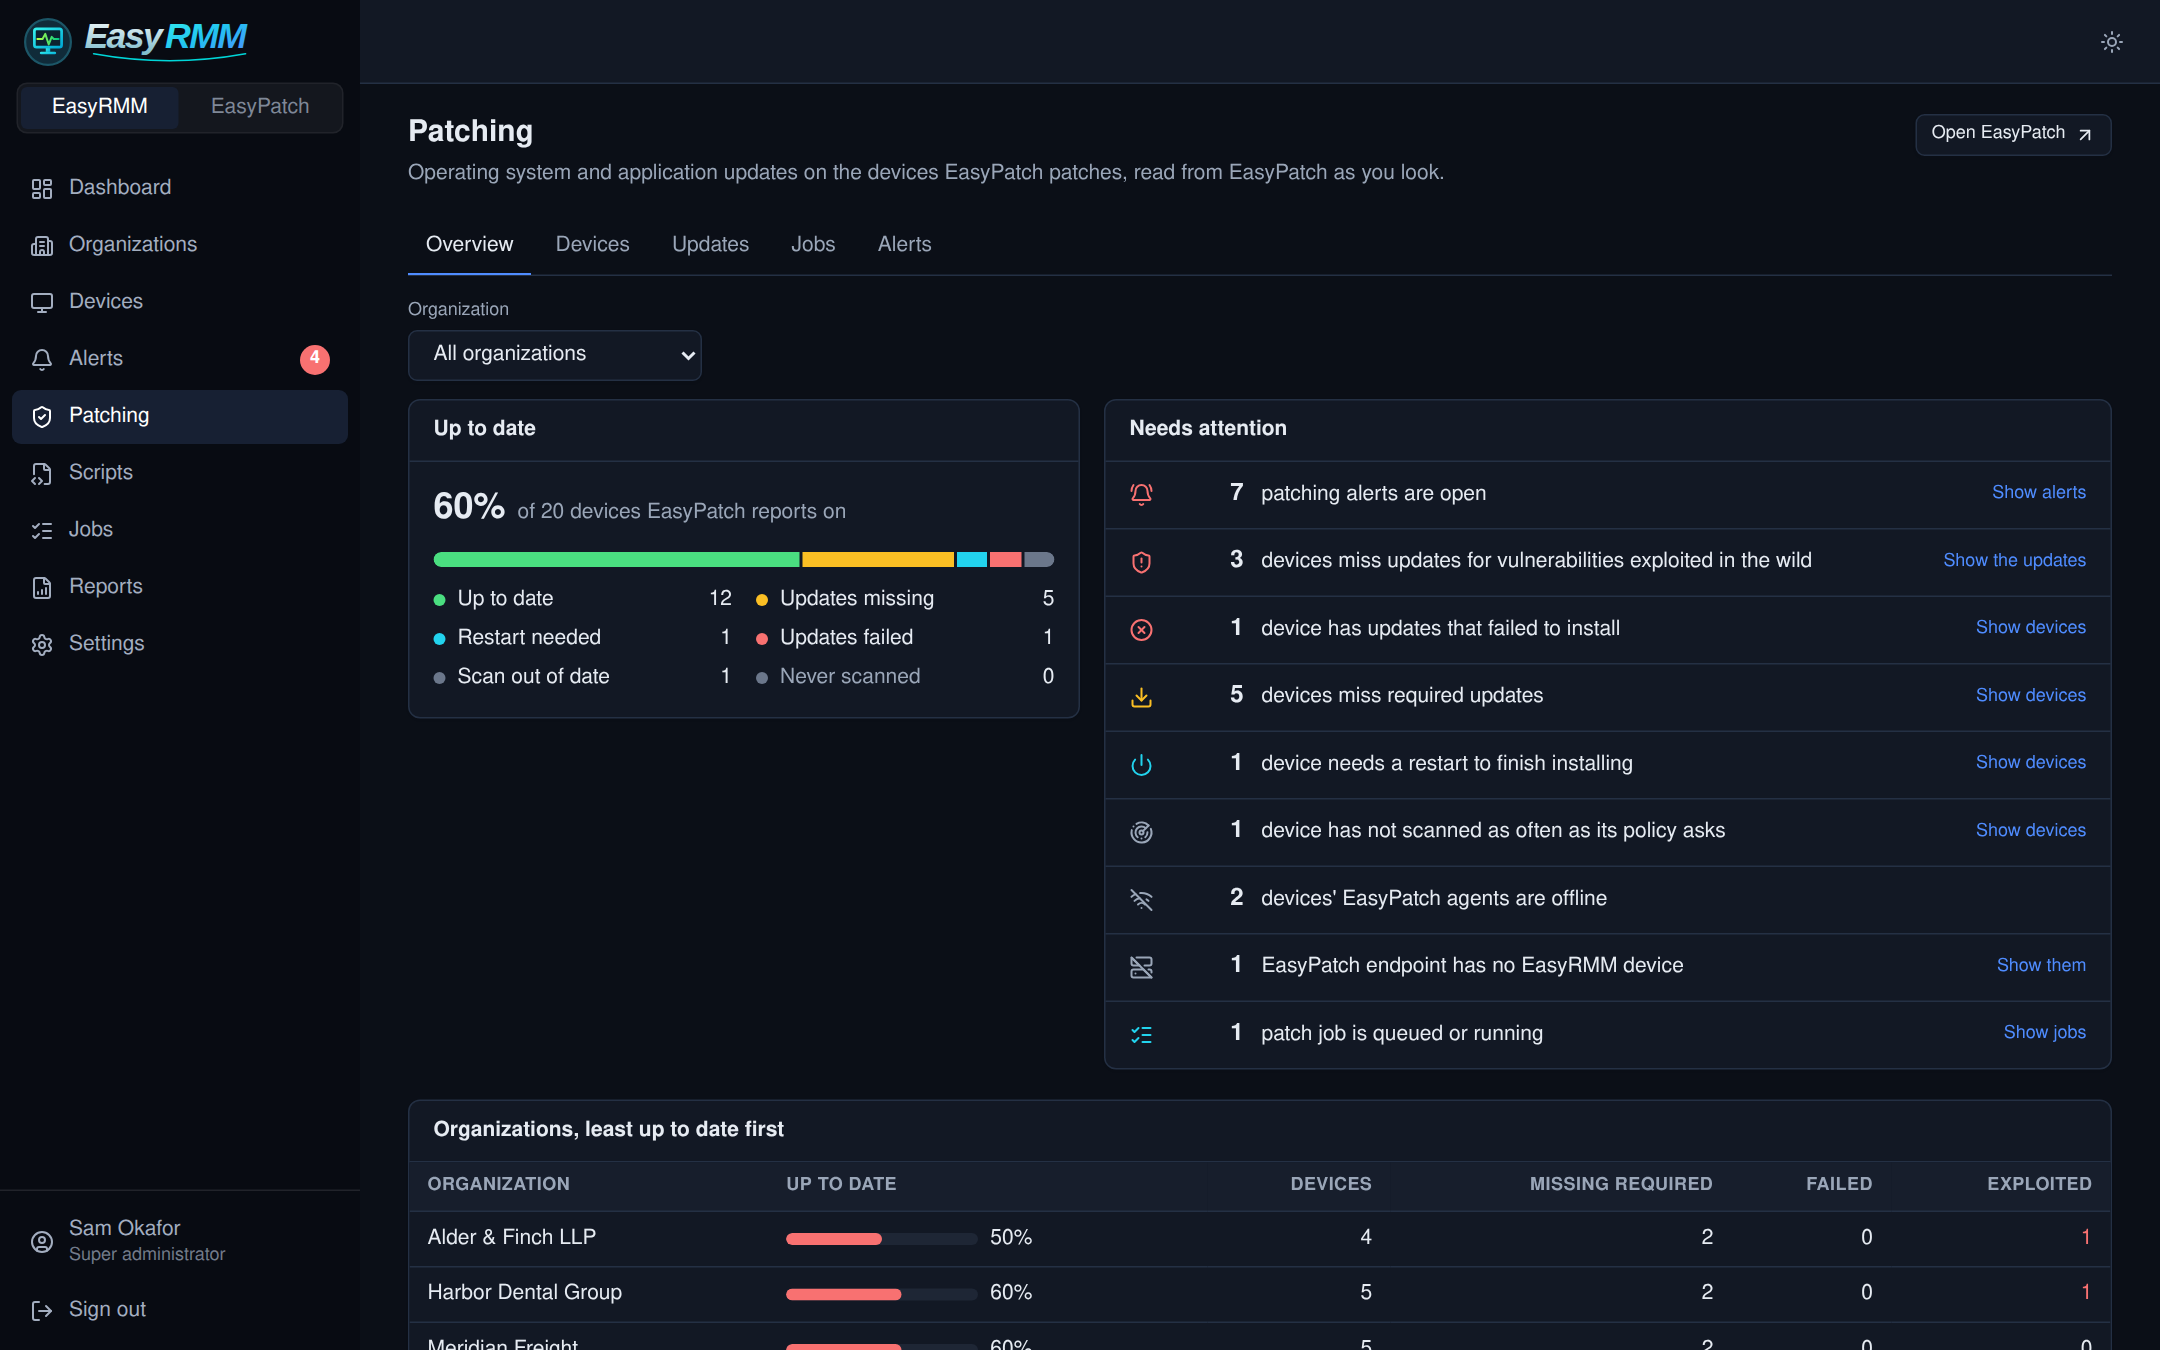 EasyRMM
EasyRMM EasyPatch
Dashboard
Organizations
Devices
Alerts 4
Patching
Scripts
Jobs
Reports
Settings
Sam Okafor
Super administrator
Sign out
Patching
Open EasyPatch
Operating system and application updates on the devices EasyPatch patches, read from EasyPatch as you look.
Overview Devices Updates Jobs Alerts
Organization
All organizations
Up to date
60% of 20 devices EasyPatch reports on
Up to date 12 Updates missing 5
Restart needed 1 Updates failed 1
Scan out of date 1 Never scanned 0
Needs attention
7 patching alerts are open Show alerts
3 devices miss updates for vulnerabilities exploited in the wild Show the updates
1 device has updates that failed to install Show devices
5 devices miss required updates Show devices
1 device needs a restart to finish installing Show devices
1 device has not scanned as often as its policy asks Show devices
2 devices' EasyPatch agents are offline
1 EasyPatch endpoint has no EasyRMM device Show them
1 patch job is queued or running Show jobs
Organizations, least up to date first
ORGANIZATION UP TO DATE DEVICES MISSING REQUIRED FAILED EXPLOITED
Alder & Finch LLP 50% 4 2 0 1
Harbor Dental Group 60% 5 2 0 1
Meridian Freight 60% 5 2 0 0